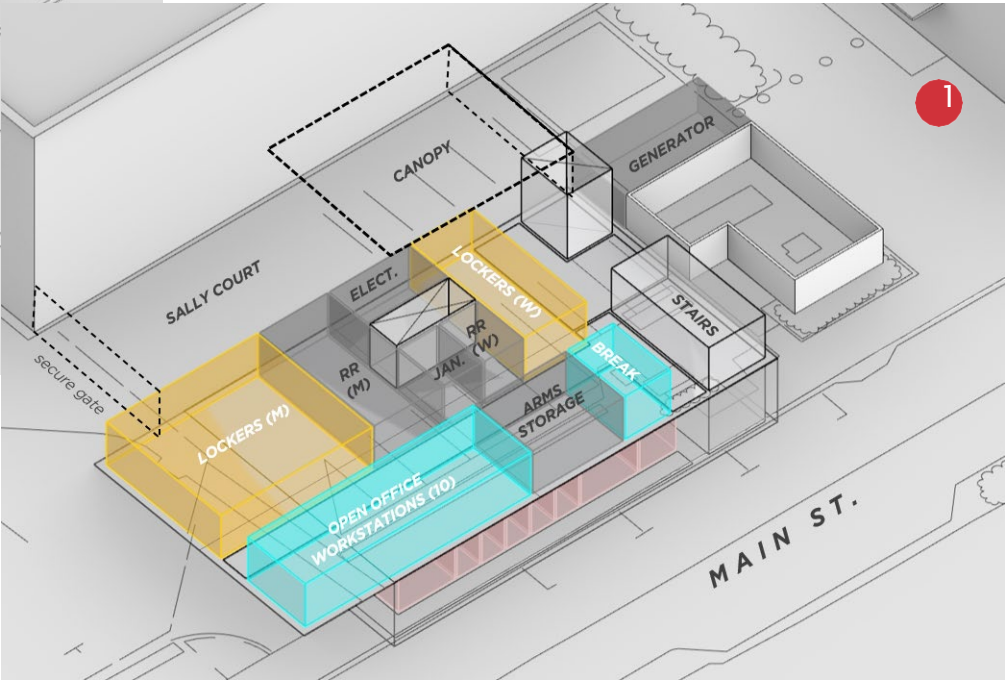 1
GENERATOR
CANOPY
SALLY COURT
ELECT.
LOCKERS (W)
STAIRS
secure gate
RR
(M)
JAN.
RR
(W)
BREAK
ARMS
STORAGE
LOCKERS (M)
OPEN OFFICE
WORKSTATIONS (10)
MAIN ST.